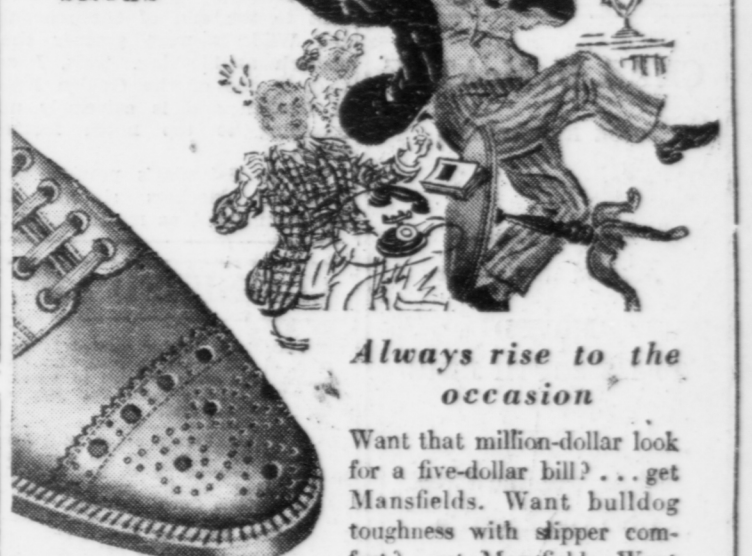 Always rise to the
occasion
Want that million-dollar look
for a five-dollar bill? . . . get
Mansfields. Want bulldog
toughness with slipper com-